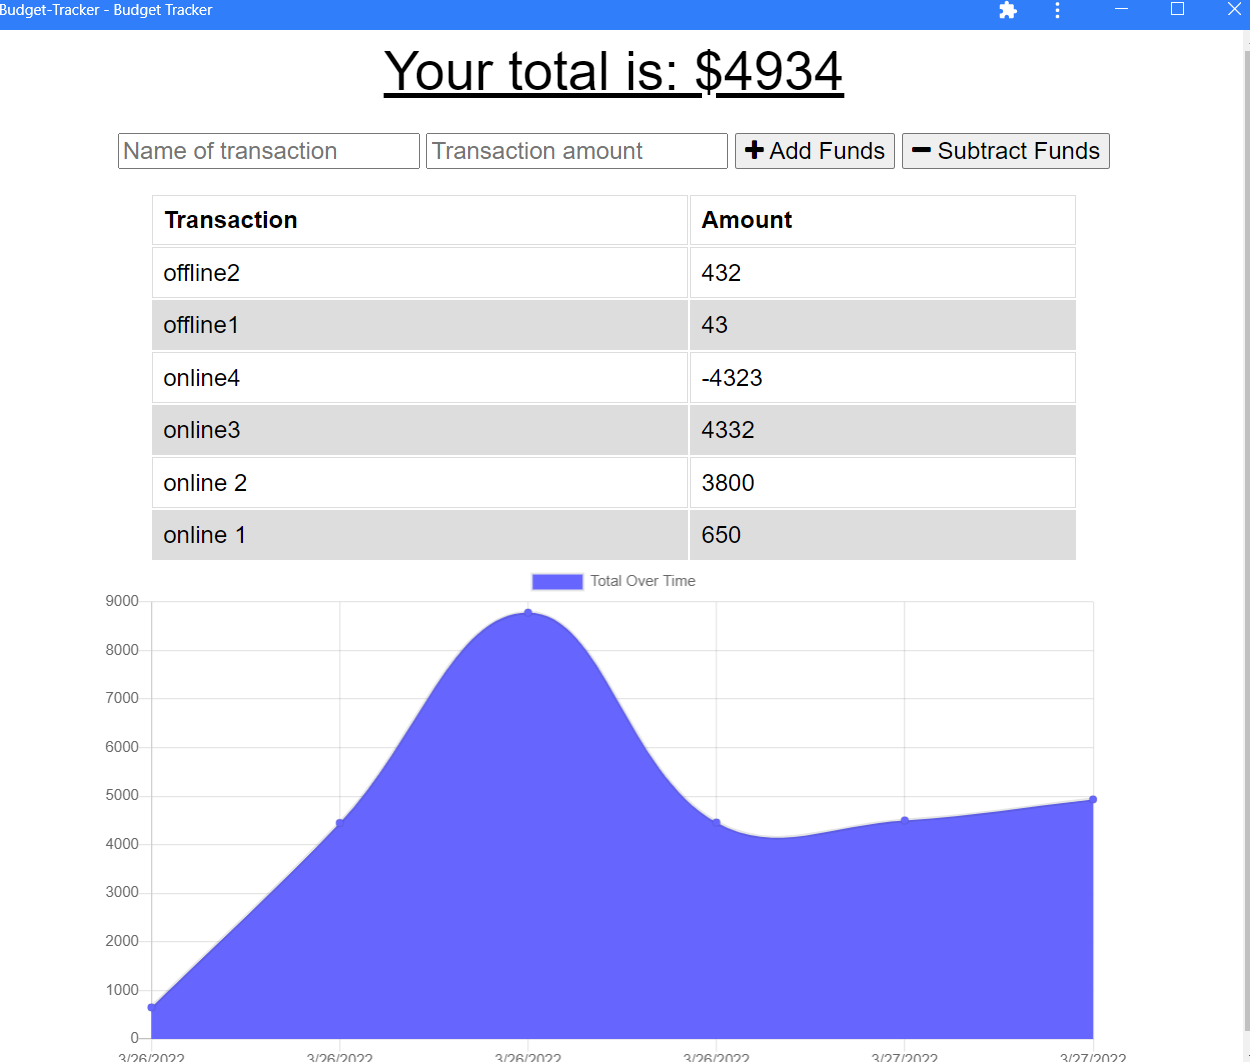 Budget-Tracker - Budget Tracker
Your total is: $4934
Name of transaction Transaction amount Add Funds Subtract Funds
Transaction Amount
offline2 432
offline1 43
online4 -4323
online3 4332
online 2 3800
online 1 650
Total Over Time
9000
8000
7000
6000
5000
4000
3000
2000
1000
0
3/26/2022 3/26/2022 3/26/2022 3/26/2022 3/27/2022 3/27/2022